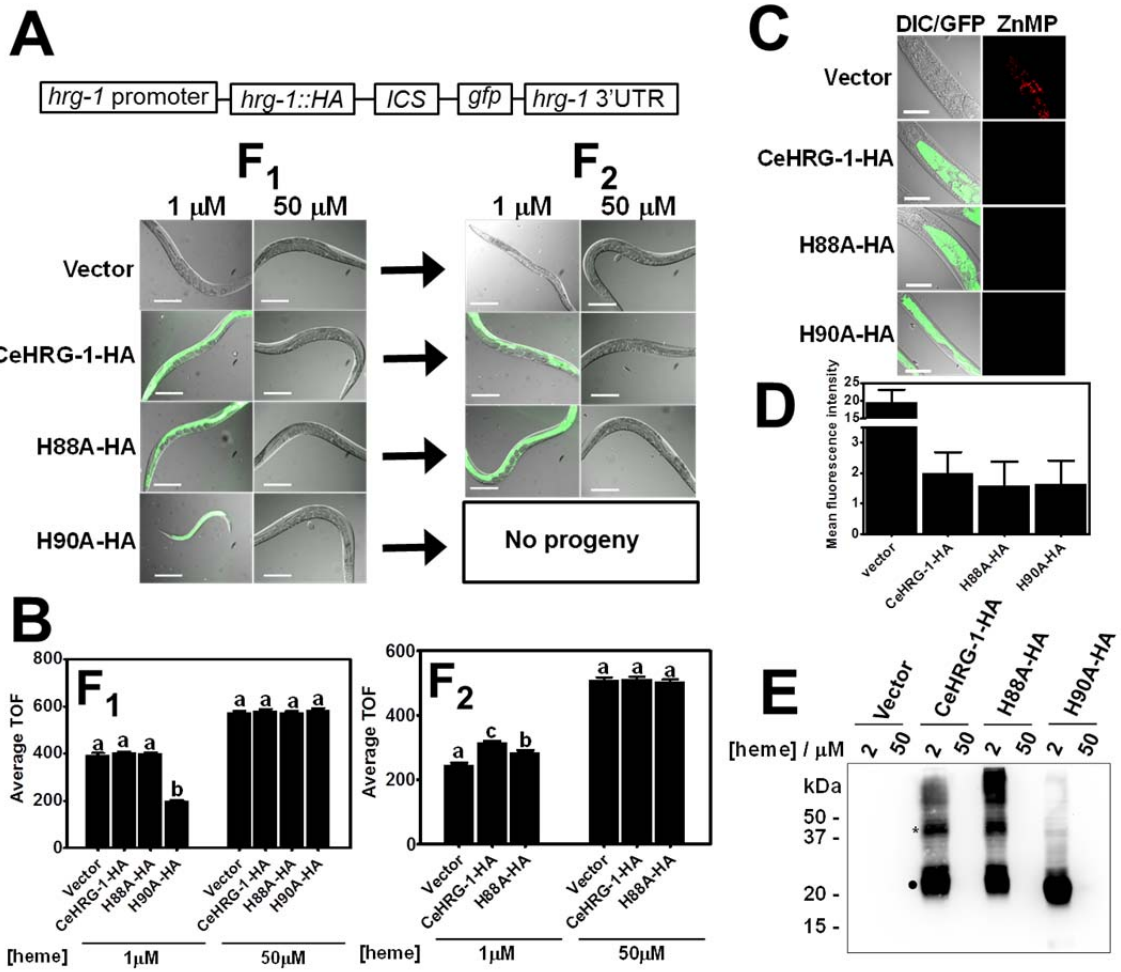 A
hrg-1 promoter hrg-1::HA ICS gfp hrg-1 3'UTR
F1 F2
1 µM 50 µM 1 µM 50 µM
Vector
CeHRG-1-HA
H88A-HA
H90A-HA
No progeny
B
F1
Average TOF
800
600
400
200
0
a a a b a a a a
Vector CeHRG-1-HA H88A-HA H90A-HA Vector CeHRG-1-HA H88A-HA H90A-HA
[heme] 1µM 50µM
F2
Average TOF
600
400
200
0
a c b a a a
Vector CeHRG-1-HA H88A-HA Vector CeHRG-1-HA H88A-HA
[heme] 1µM 50µM
C
DIC/GFP ZnMP
Vector
CeHRG-1-HA
H88A-HA
H90A-HA
D
Mean fluorescence intensity
25
20
15
3
2
1
0
vector CeHRG-1-HA H88A-HA H90A-HA
E
Vector CeHRG-1-HA H88A-HA H90A-HA
[heme] / µM 2 50 2 50 2 50 2 50
kDa
50 -
37 -
*
20 -
15 -